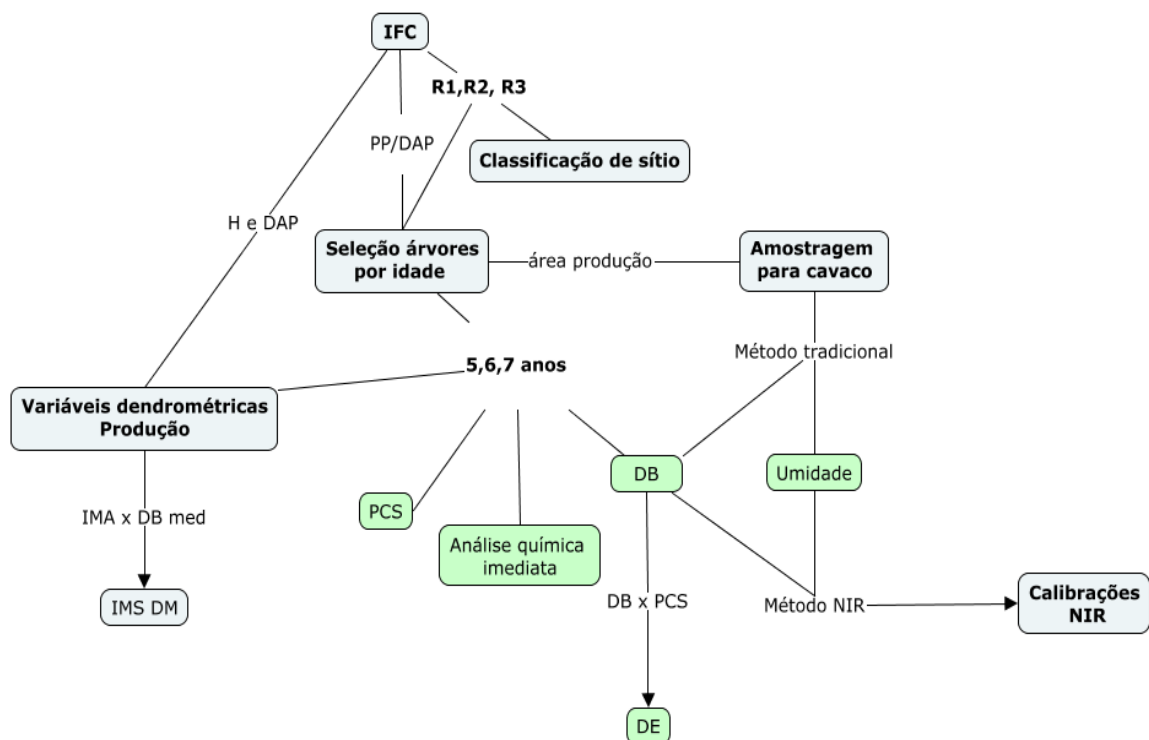 IFC
R1,R2, R3
PP/DAP
Classificação de sítio
H e DAP
Seleção árvores
por idade
área produção
Amostragem
para cavaco
Método tradicional
5,6,7 anos
Variáveis dendrométricas
Produção
DB
Umidade
PCS
IMA x DB med
Análise química
imediata
IMS DM
DB x PCS
Método NIR
Calibrações
NIR
DE